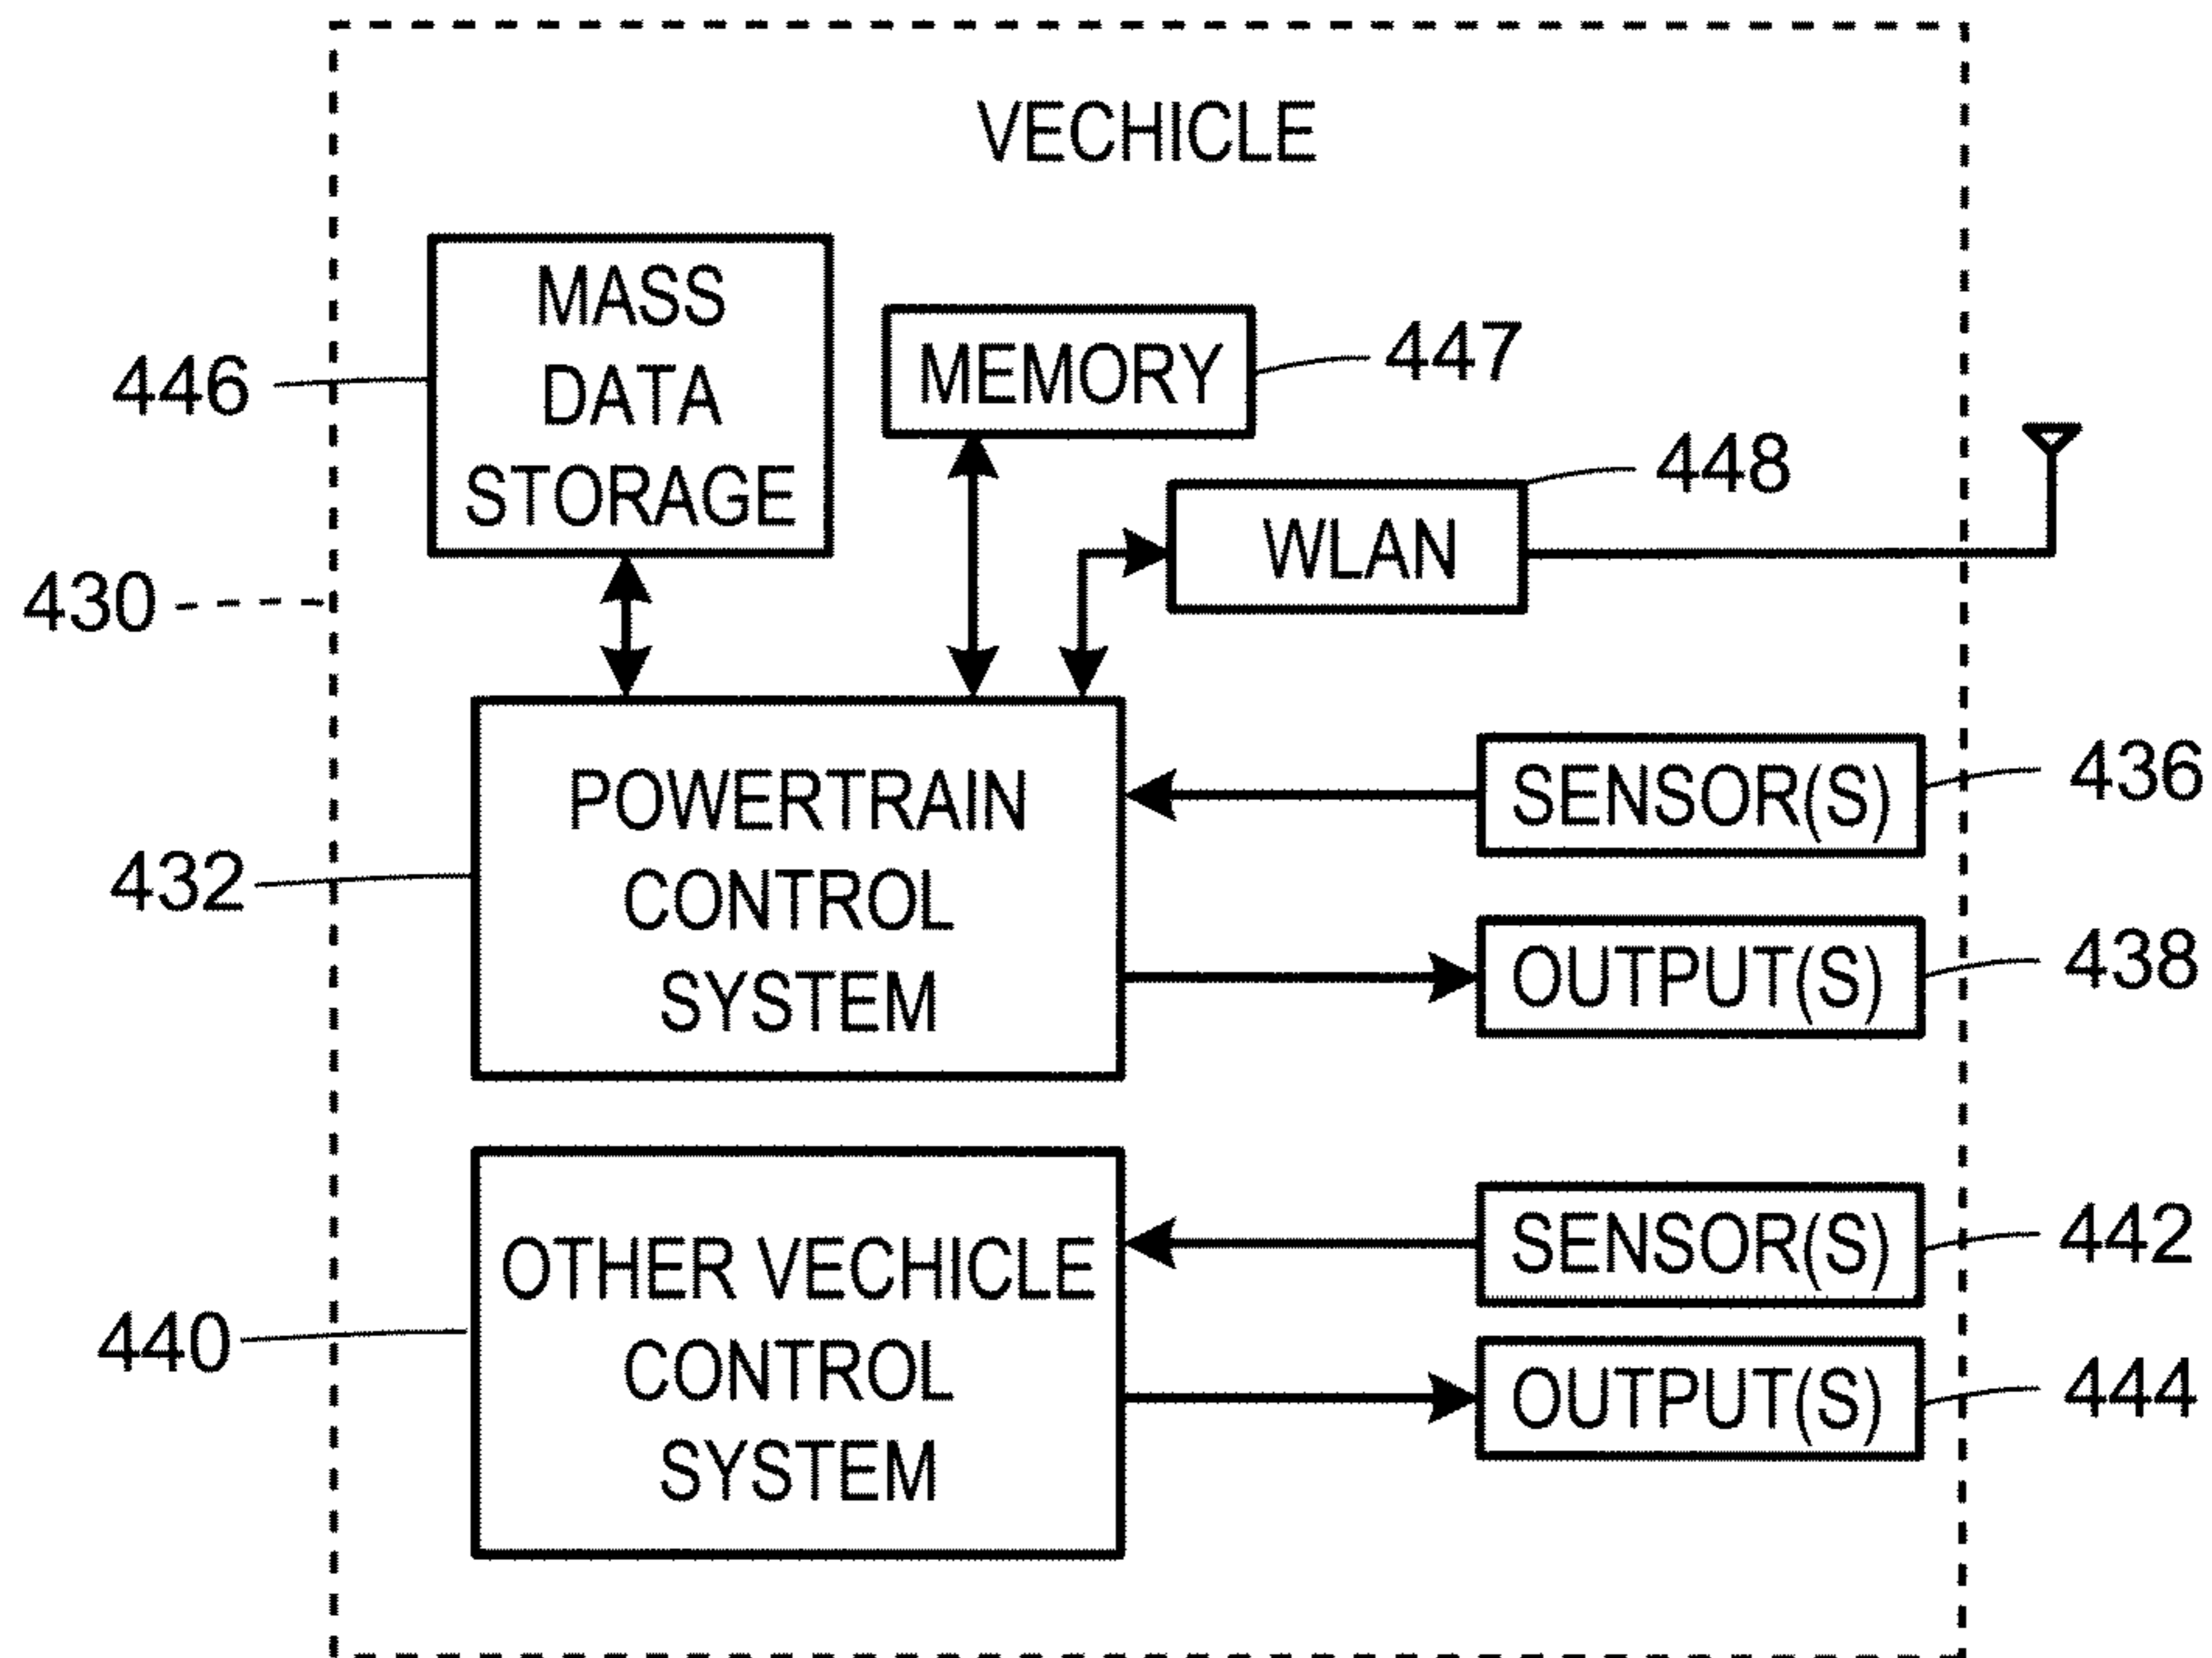 VECHICLE
MASS
DATA
STORAGE
446
MEMORY
447
WLAN
448
430
POWERTRAIN
CONTROL
SYSTEM
432
SENSOR(S)
436
OUTPUT(S)
438
OTHER VECHICLE
CONTROL
SYSTEM
440
SENSOR(S)
442
OUTPUT(S)
444